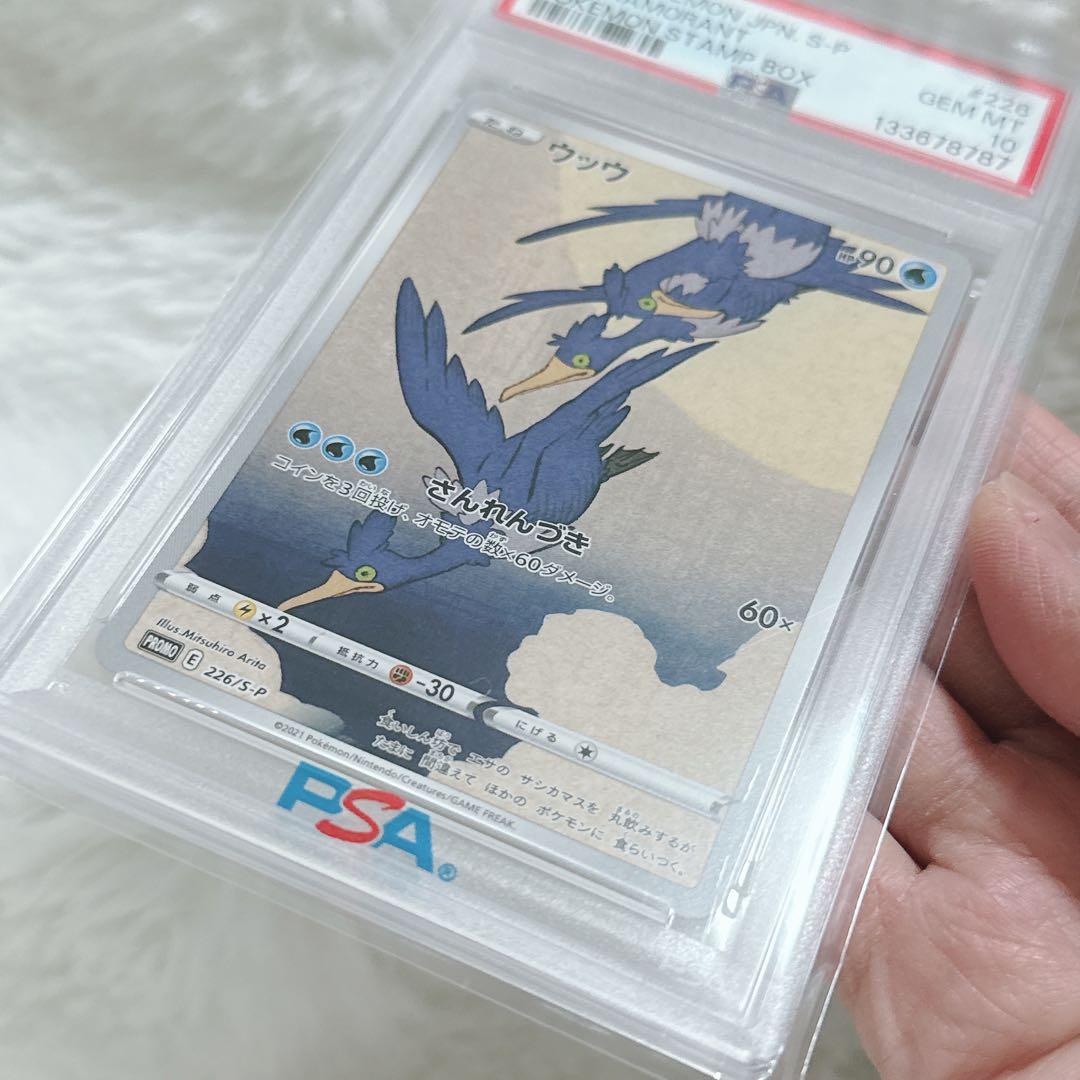 MON JPN. S-P
AMORANT
POKEMON STAMP BOX
#226
GEM MT
10
133678787
PSA
たね
ウッウ
HP90
さんれんづき
60×
コインを3回投げ、オモテの数×60ダメージ。
弱点 ×2 抵抗力 -30 にげる
Illus. Mitsuhiro Arita
PROMO E 226/S-P
食いしん坊で エサの サシカマスを 丸飲みするが
たまに 間違えて ほかの ポケモンに 食らいつく。
©2021 Pokémon/Nintendo/Creatures/GAME FREAK.
PSA®